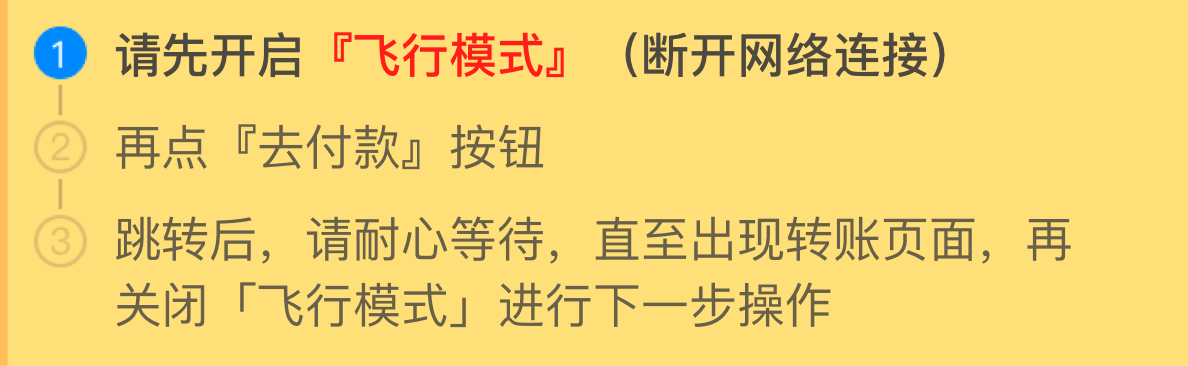 1 请先开启『飞行模式』（断开网络连接）
2 再点『去付款』按钮
3 跳转后，请耐心等待，直至出现转账页面，再
关闭「飞行模式」进行下一步操作